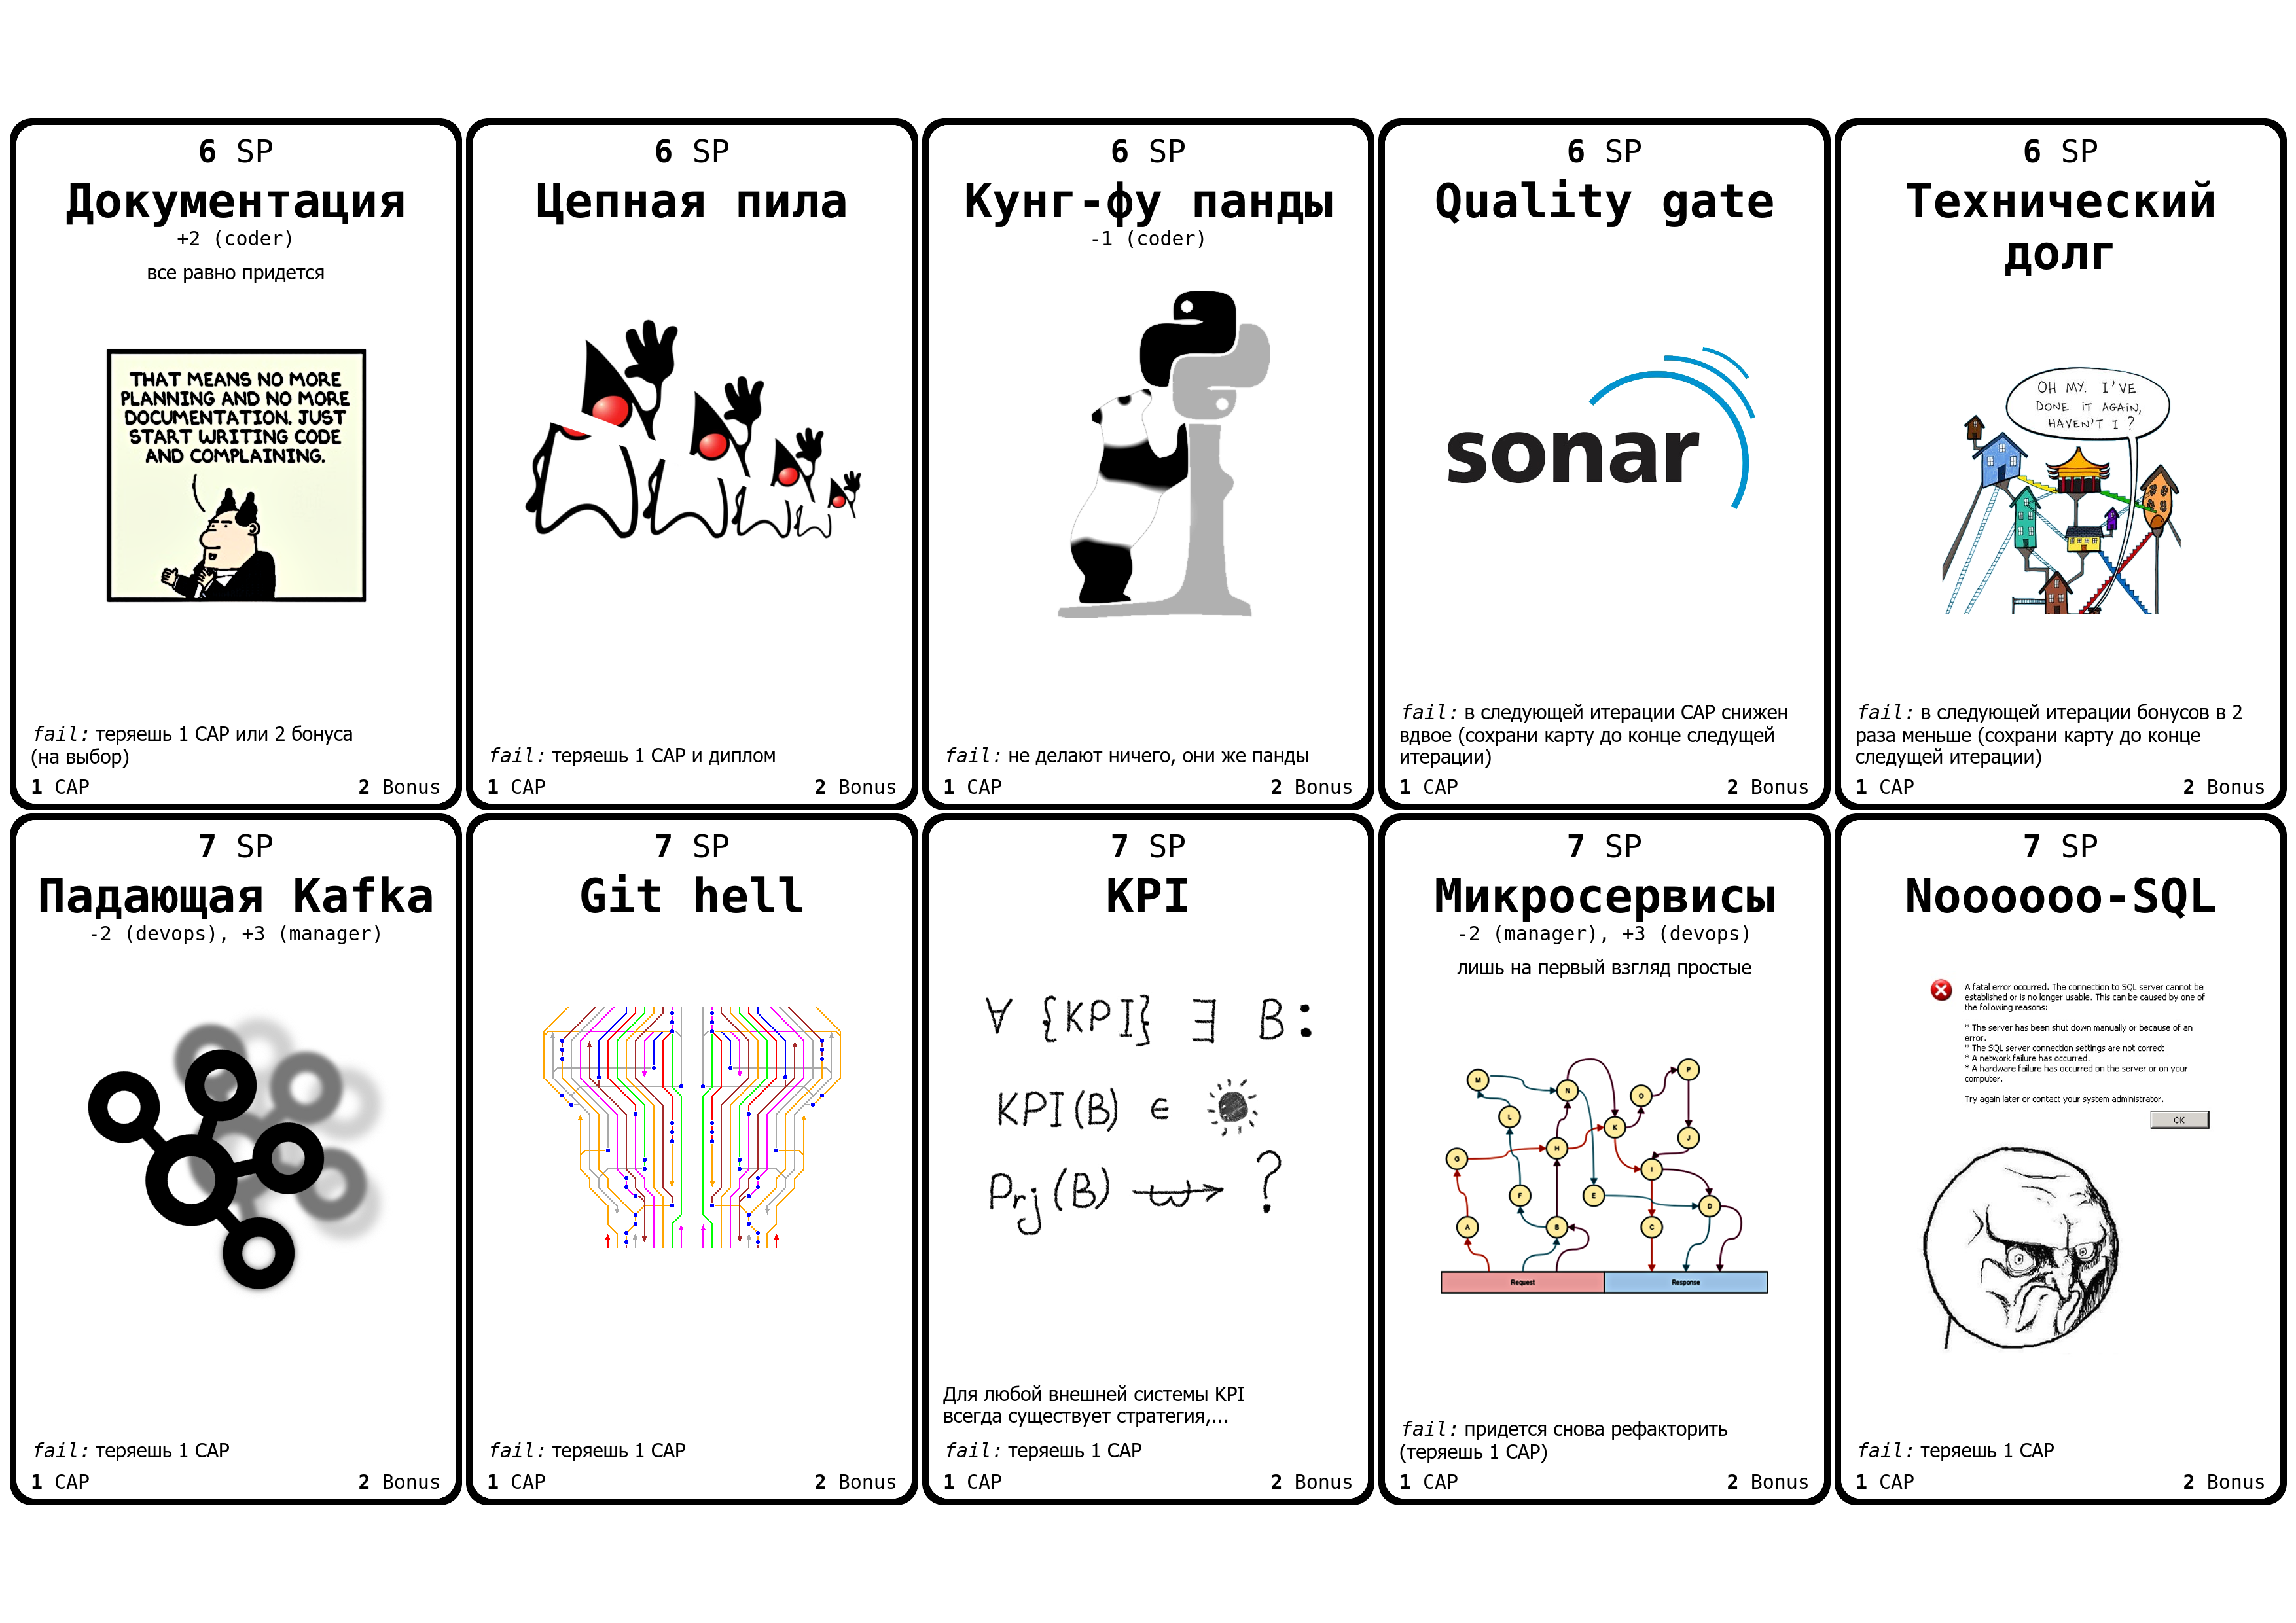 6 SP
Документация
+2 (coder)
все равно придется
THAT MEANS NO MORE
PLANNING AND NO MORE
DOCUMENTATION. JUST
START WRITING CODE
AND COMPLAINING.
fail: теряешь 1 CAP или 2 бонуса
(на выбор)
1 CAP 2 Bonus
6 SP
Цепная пила
fail: теряешь 1 CAP и диплом
1 CAP 2 Bonus
6 SP
Кунг-фу панды
-1 (coder)
fail: не делают ничего, они же панды
1 CAP 2 Bonus
6 SP
Quality gate
sonar
fail: в следующей итерации CAP снижен
вдвое (сохрани карту до конце следущей
итерации)
1 CAP 2 Bonus
6 SP
Технический
долг
OH MY. I'VE
DONE IT AGAIN,
HAVEN'T I ?
fail: в следующей итерации бонусов в 2
раза меньше (сохрани карту до конце
следущей итерации)
1 CAP 2 Bonus
7 SP
Падающая Kafka
-2 (devops), +3 (manager)
fail: теряешь 1 CAP
1 CAP 2 Bonus
7 SP
Git hell
fail: теряешь 1 CAP
1 CAP 2 Bonus
7 SP
KPI
∀ {KPI} ∃ B:
KPI(B) ∈
Prj(B) ?
Для любой внешней системы KPI
всегда существует стратегия,...
fail: теряешь 1 CAP
1 CAP 2 Bonus
7 SP
Микросервисы
-2 (manager), +3 (devops)
лишь на первый взгляд простые
P
M
N
O
L
K
J
H
G
I
F
E
D
A
B
C
Request
Response
fail: придется снова рефакторить
(теряешь 1 CAP)
1 CAP 2 Bonus
7 SP
Noooooo-SQL
A fatal error occurred. The connection to SQL server cannot be
established or is no longer usable. This can be caused by one of
the following reasons:
* The server has been shut down manually or because of an
error.
* The SQL server connection settings are not correct
* A network failure has occurred.
* A hardware failure has occurred on the server or on your
computer.
Try again later or contact your system administrator.
OK
fail: теряешь 1 CAP
1 CAP 2 Bonus